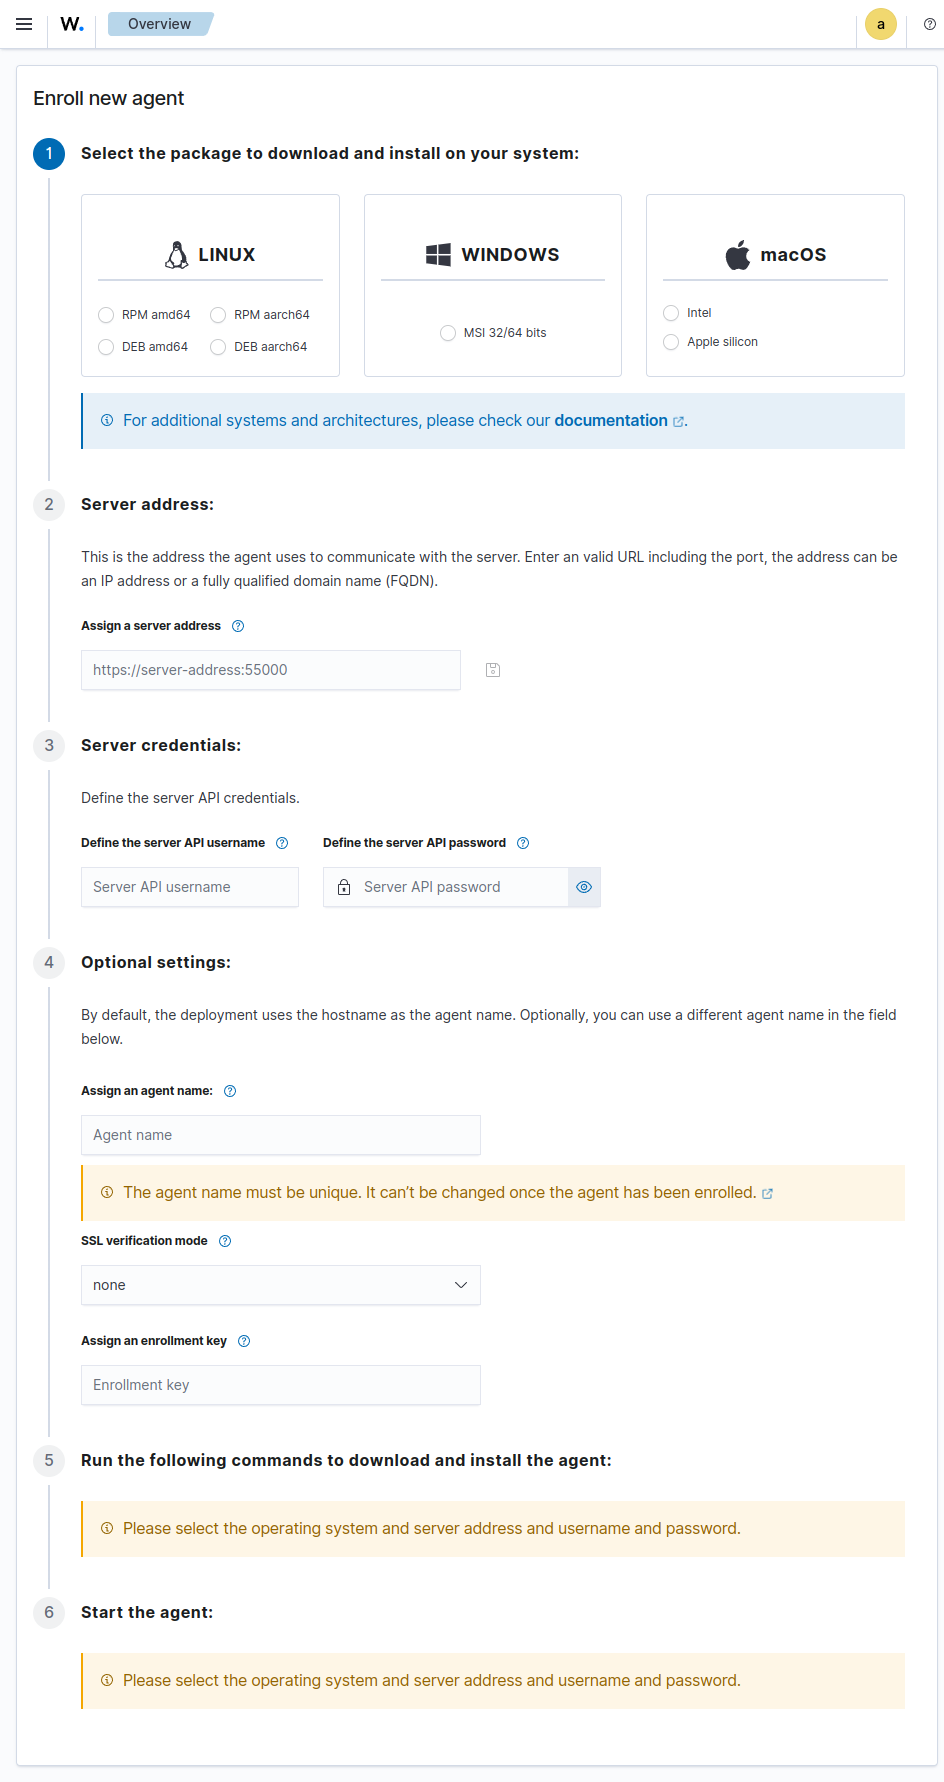 W.
Overview
a
Enroll new agent
1
Select the package to download and install on your system:
LINUX
RPM amd64
RPM aarch64
DEB amd64
DEB aarch64
WINDOWS
MSI 32/64 bits
macOS
Intel
Apple silicon
For additional systems and architectures, please check our documentation.
2
Server address:
This is the address the agent uses to communicate with the server. Enter an valid URL including the port, the address can be
an IP address or a fully qualified domain name (FQDN).
Assign a server address
https://server-address:55000
3
Server credentials:
Define the server API credentials.
Define the server API username
Define the server API password
Server API username
Server API password
4
Optional settings:
By default, the deployment uses the hostname as the agent name. Optionally, you can use a different agent name in the field
below.
Assign an agent name:
Agent name
The agent name must be unique. It can’t be changed once the agent has been enrolled.
SSL verification mode
none
Assign an enrollment key
Enrollment key
5
Run the following commands to download and install the agent:
Please select the operating system and server address and username and password.
6
Start the agent:
Please select the operating system and server address and username and password.